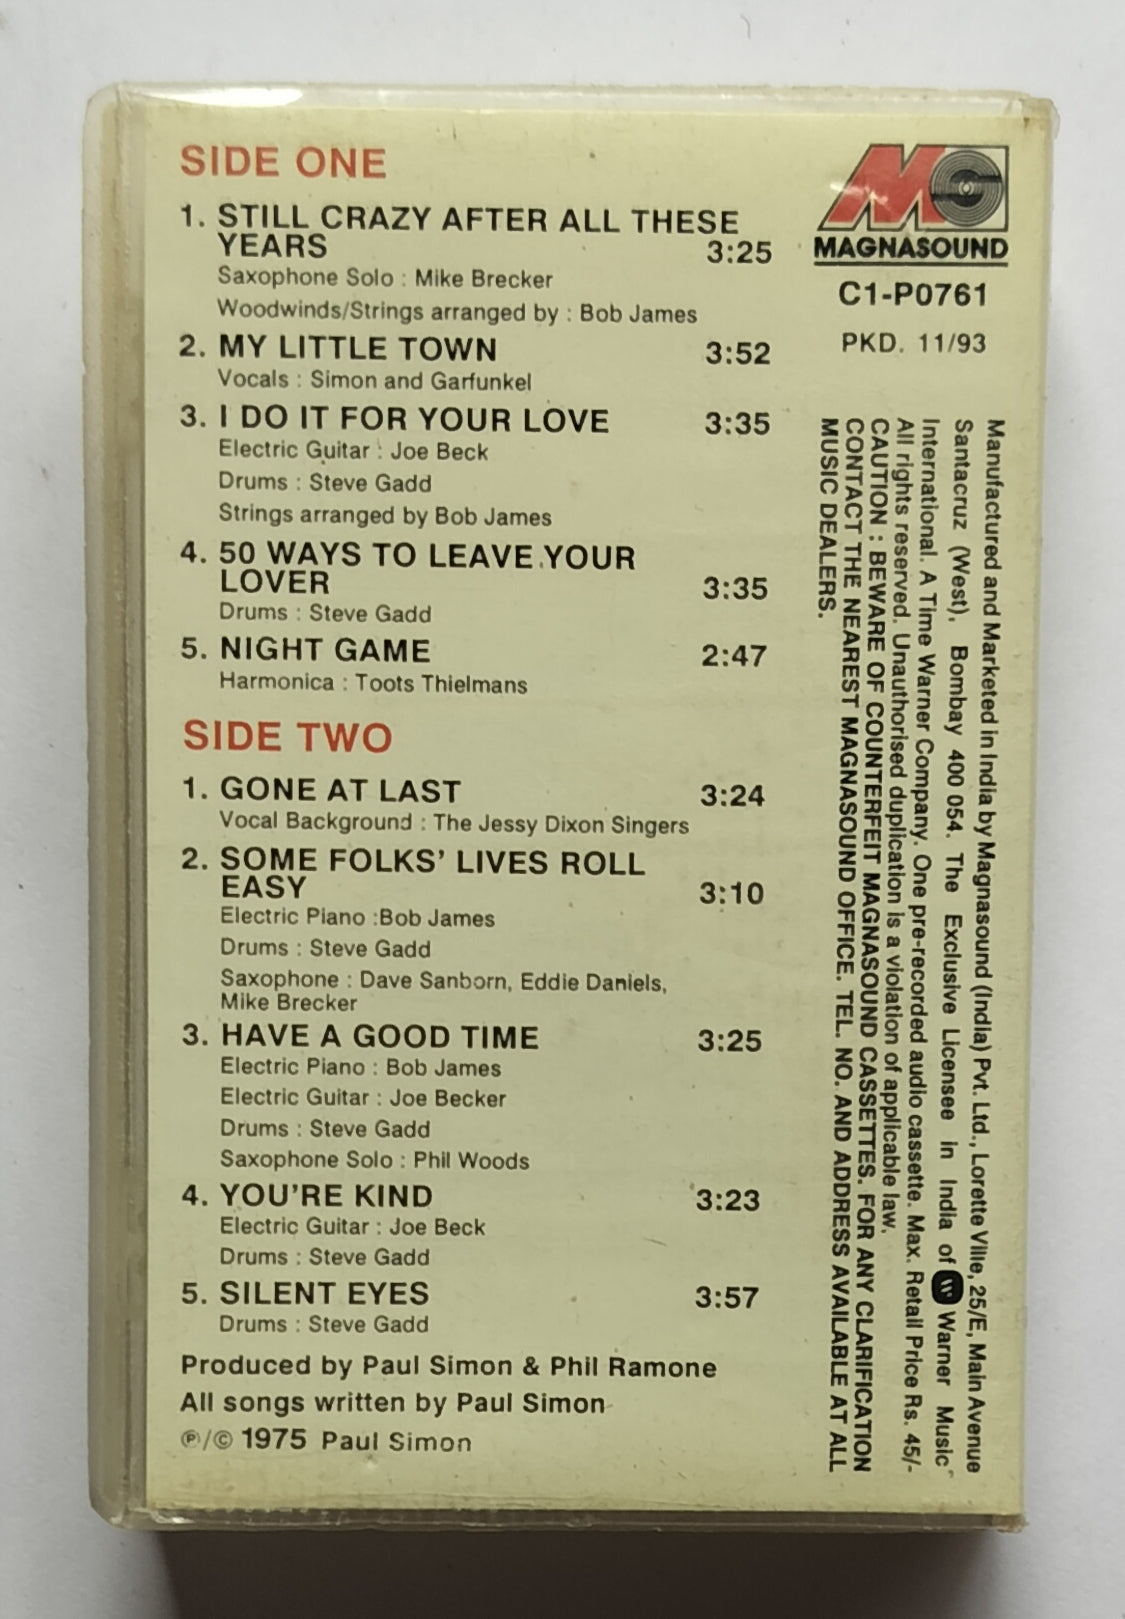 SIDE ONE
1. STILL CRAZY AFTER ALL THESE
YEARS 3:25
Saxophone Solo : Mike Brecker
Woodwinds/Strings arranged by : Bob James
2. MY LITTLE TOWN 3:52
Vocals : Simon and Garfunkel
3. I DO IT FOR YOUR LOVE 3:35
Electric Guitar : Joe Beck
Drums : Steve Gadd
Strings arranged by Bob James
4. 50 WAYS TO LEAVE YOUR
LOVER 3:35
Drums : Steve Gadd
5. NIGHT GAME 2:47
Harmonica : Toots Thielmans
SIDE TWO
1. GONE AT LAST 3:24
Vocal Background : The Jessy Dixon Singers
2. SOME FOLKS' LIVES ROLL
EASY 3:10
Electric Piano :Bob James
Drums : Steve Gadd
Saxophone : Dave Sanborn, Eddie Daniels,
Mike Brecker
3. HAVE A GOOD TIME 3:25
Electric Piano : Bob James
Electric Guitar : Joe Becker
Drums : Steve Gadd
Saxophone Solo : Phil Woods
4. YOU'RE KIND 3:23
Electric Guitar : Joe Beck
Drums : Steve Gadd
5. SILENT EYES 3:57
Drums : Steve Gadd
Produced by Paul Simon & Phil Ramone
All songs written by Paul Simon
℗/© 1975 Paul Simon
MG
MAGNASOUND
C1-P0761
PKD. 11/93
Manufactured and Marketed in India by Magnasound (India) Pvt. Ltd., Lorette Ville, 25/E, Main Avenue
Santacruz (West), Bombay 400 054. The Exclusive Licensee in India of W Warner Music
International. A Time Warner Company. One pre-recorded audio cassette. Max. Retail Price Rs. 45/-
All rights reserved. Unauthorised duplication is a violation of applicable law.
CAUTION : BEWARE OF COUNTERFEIT MAGNASOUND CASSETTES. FOR ANY CLARIFICATION
CONTACT THE NEAREST MAGNASOUND OFFICE. TEL. NO. AND ADDRESS AVAILABLE AT ALL
MUSIC DEALERS.